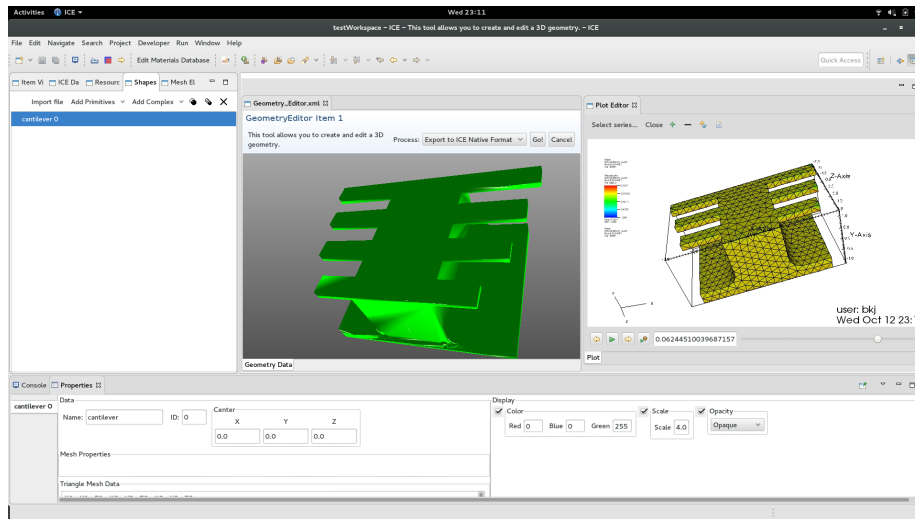 Activities ICE Wed 23:11
testWorkspace – ICE – This tool allows you to create and edit a 3D geometry. – ICE
File Edit Navigate Search Project Developer Run Window Help
Edit Materials Database
Quick Access
Item Vi ICE Da Resourc Shapes Mesh El
Import file Add Primitives Add Complex
cantilever 0
Geometry_Editor.xml
GeometryEditor Item 1
This tool allows you to create and edit a 3D
geometry.
Process: Export to ICE Native Format Go! Cancel
Geometry Data
Plot Editor
Select series... Close
Z-Axis
Y-Axis
user: bkj
Wed Oct 12 23:
0.06244510039687157
Plot
Console Properties
cantilever 0
Data
Name: cantilever ID: 0
Center
X Y Z
0.0 0.0 0.0
Mesh Properties
Triangle Mesh Data
Display
Color Scale Opacity
Red 0 Blue 0 Green 255 Scale 4.0 Opaque